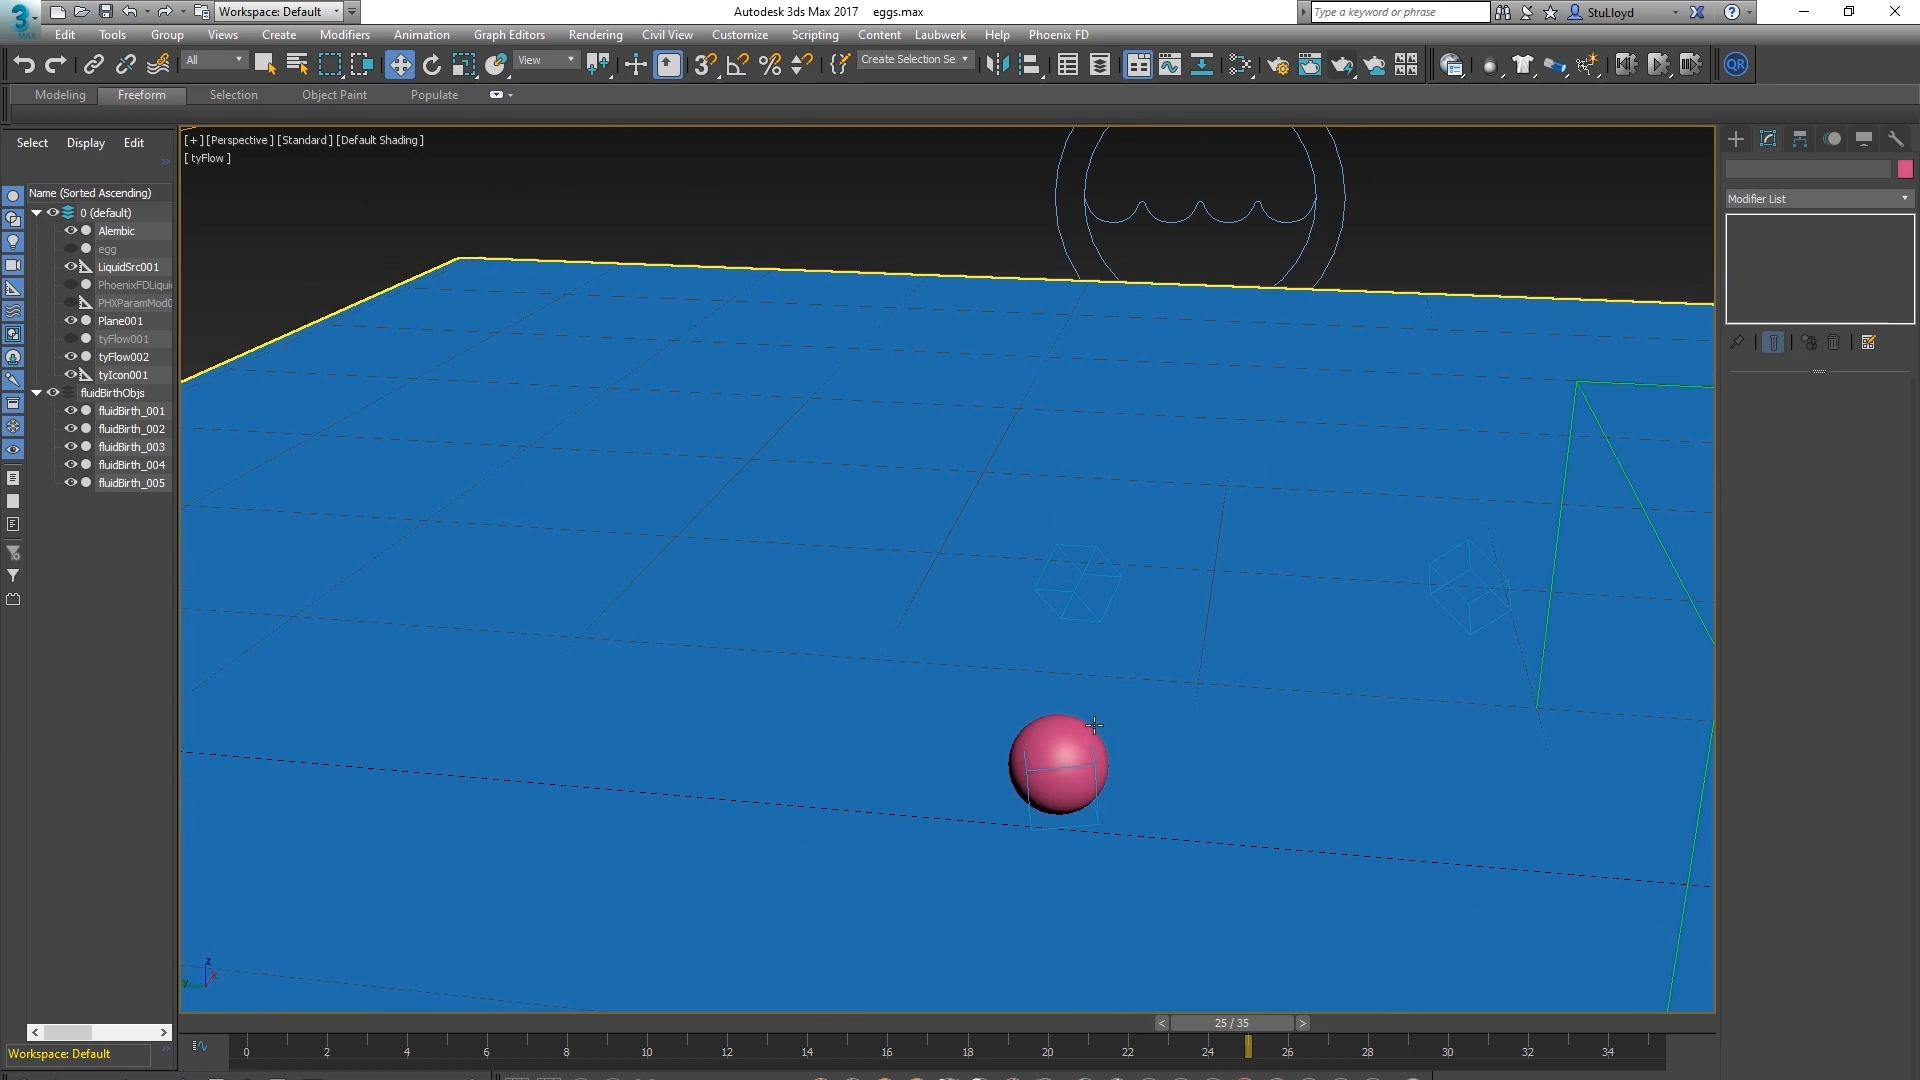 3 MAX Workspace: Default Autodesk 3ds Max 2017 eggs.max Type a keyword or phrase StuLloyd
Edit Tools Group Views Create Modifiers Animation Graph Editors Rendering Civil View Customize Scripting Content Laubwerk Help Phoenix FD
All View 3 Create Selection Se QR
Modeling Freeform Selection Object Paint Populate
Select Display Edit
[+] [Perspective] [Standard] [Default Shading]
[tyFlow]
Name (Sorted Ascending)
Modifier List
0 (default)
Alembic
egg
LiquidSrc001
PhoenixFDLiqui
PHXParamMod0
Plane001
tyFlow001
tyFlow002
tyIcon001
fluidBirthObjs
fluidBirth_001
fluidBirth_002
fluidBirth_003
fluidBirth_004
fluidBirth_005
z
y x
< 25 / 35 >
0 2 4 6 8 10 12 14 16 18 20 22 24 26 28 30 32 34
Workspace: Default